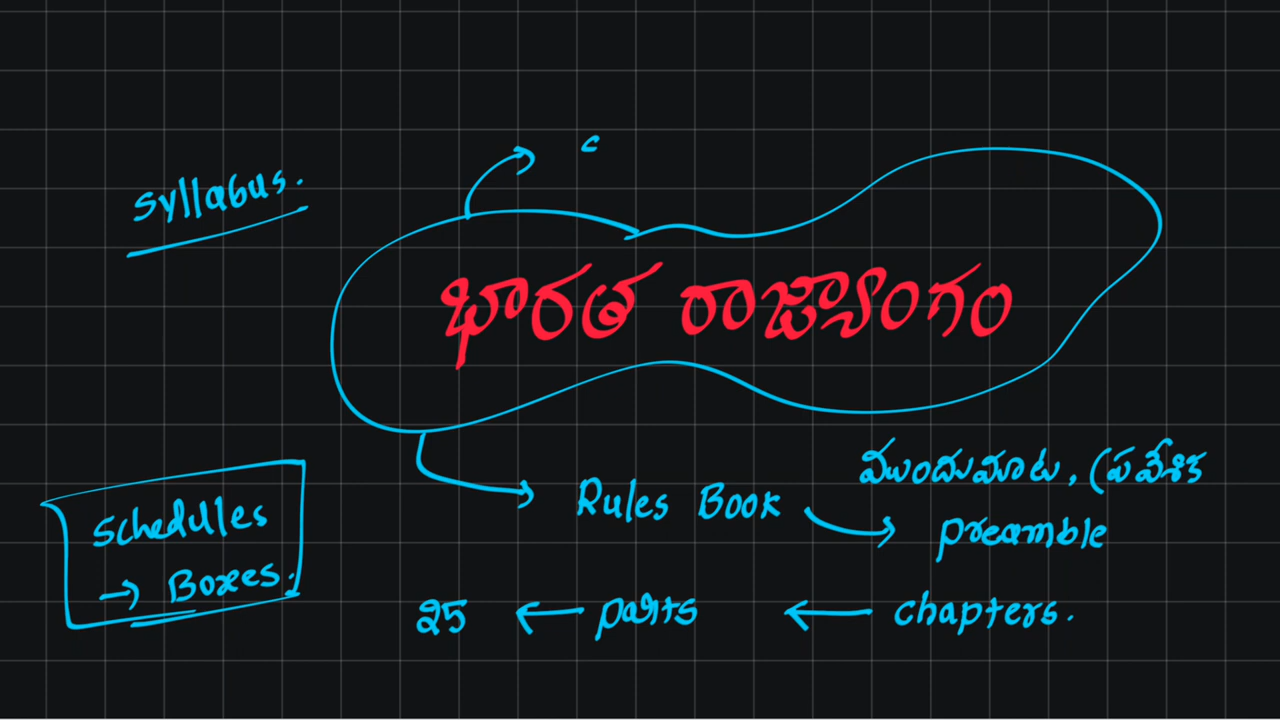 c
syllabus.
భారత రాజ్యాంగం
ముందుమాట, ప్రవేశిక
Rules Book
preamble
schedules
→ Boxes.
25 ← parts ← chapters.